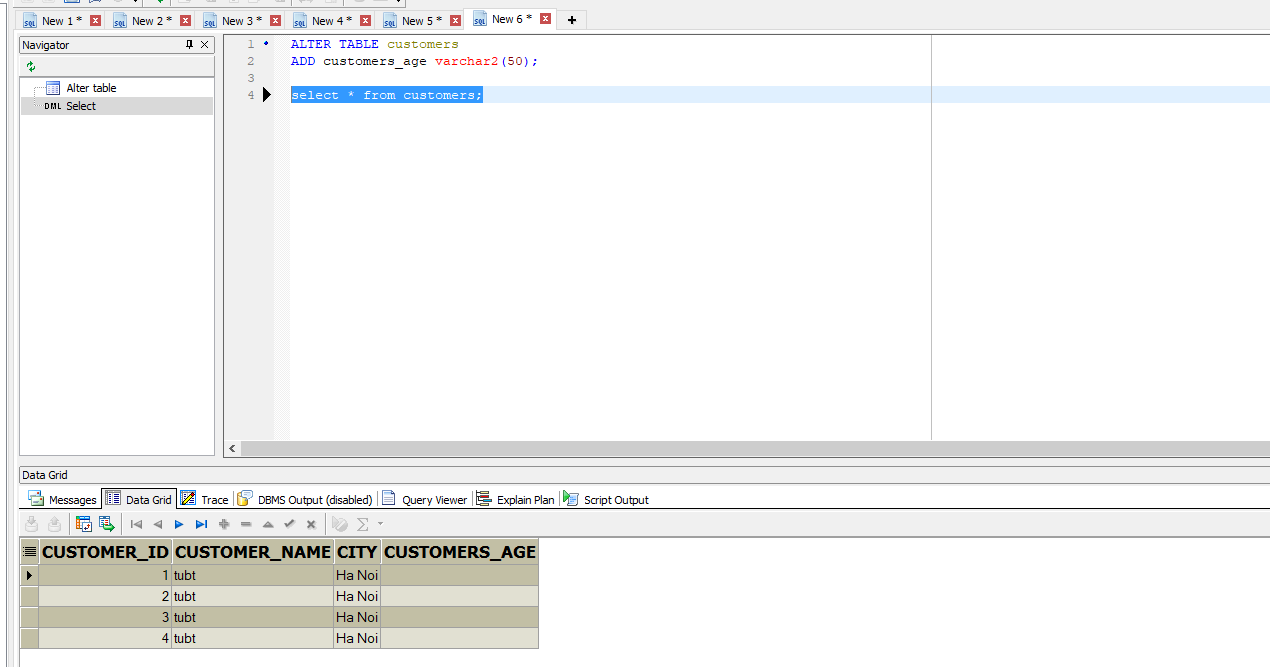 New 1 * New 2 * New 3 * New 4 * New 5 * New 6 *
Navigator
Alter table
DML Select
1 ALTER TABLE customers
2 ADD customers_age varchar2(50);
3
4 select * from customers;
Data Grid
Messages Data Grid Trace DBMS Output (disabled) Query Viewer Explain Plan Script Output
CUSTOMER_ID CUSTOMER_NAME CITY CUSTOMERS_AGE
1 tubt Ha Noi
2 tubt Ha Noi
3 tubt Ha Noi
4 tubt Ha Noi